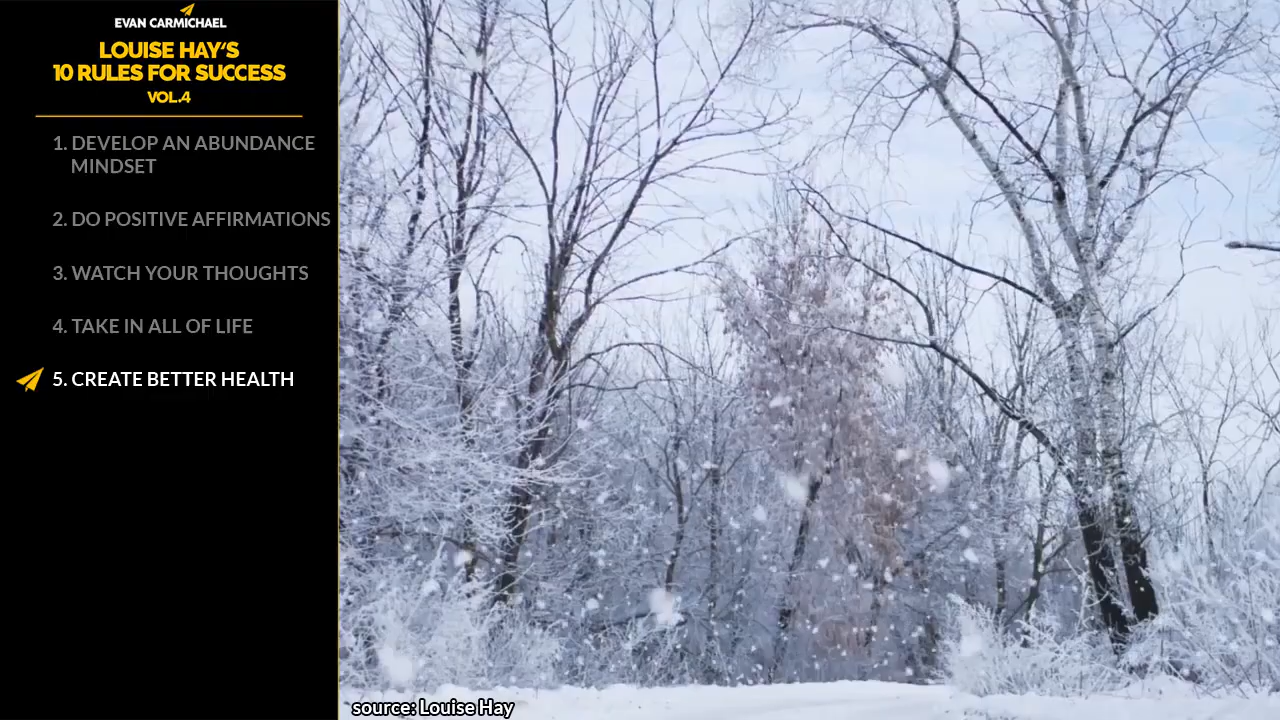 EVAN CARMICHAEL
LOUISE HAY'S
10 RULES FOR SUCCESS
VOL.4
1. DEVELOP AN ABUNDANCE
MINDSET
2. DO POSITIVE AFFIRMATIONS
3. WATCH YOUR THOUGHTS
4. TAKE IN ALL OF LIFE
5. CREATE BETTER HEALTH
source: Louise Hay